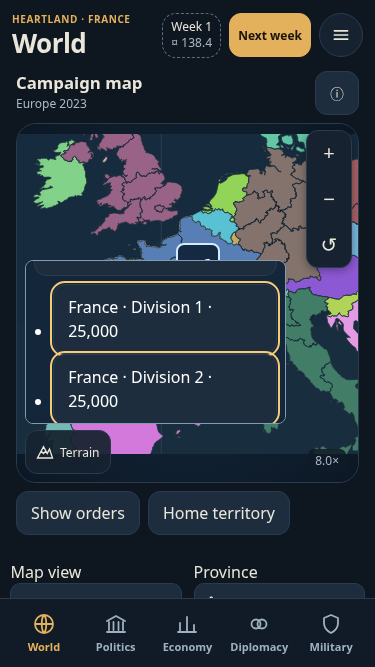 HEARTLAND · FRANCE
World
Week 1
¤ 138.4
Next week
Campaign map
Europe 2023
+
−
↺
France · Division 1 ·
25,000
France · Division 2 ·
25,000
Terrain
8.0×
Show orders
Home territory
Map view
Province
World
Politics
Economy
Diplomacy
Military